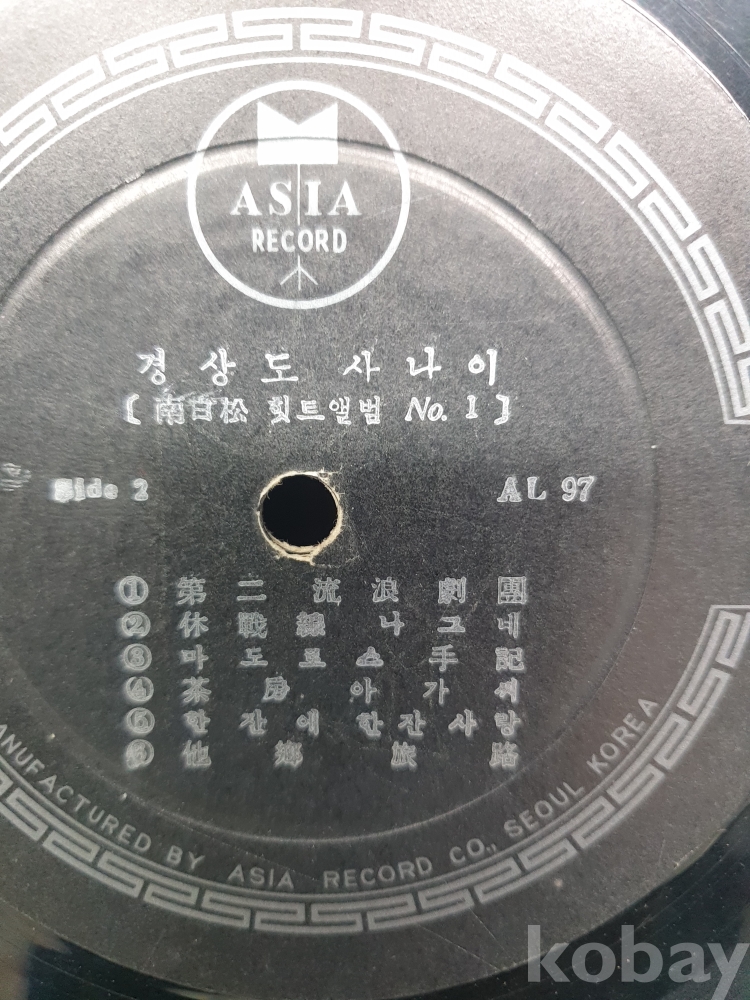 ASIA
RECORD
경상도 사나이
[南白松 힛트앨범 No. 1]
Side 2
AL 97
① 第二流浪劇團
② 休戰線 나그네
③ 마도로스手記
④ 茶房아가씨
⑤ 한잔에 한잔사랑
⑥ 他鄕旅路
MANUFACTURED BY ASIA RECORD CO., SEOUL KOREA
kobay